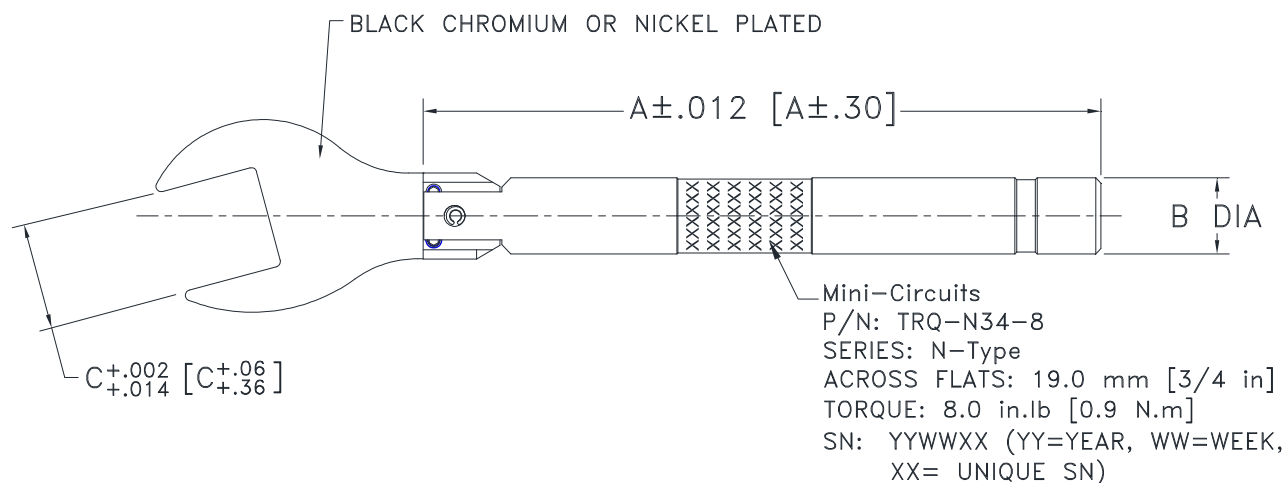 BLACK CHROMIUM OR NICKEL PLATED
A±.012 [A±.30]
B DIA
C+.002 +.014 [C+.06 +.36]
Mini-Circuits
P/N: TRQ-N34-8
SERIES: N-Type
ACROSS FLATS: 19.0 mm [3/4 in]
TORQUE: 8.0 in.lb [0.9 N.m]
SN: YYWWXX (YY=YEAR, WW=WEEK,
XX= UNIQUE SN)